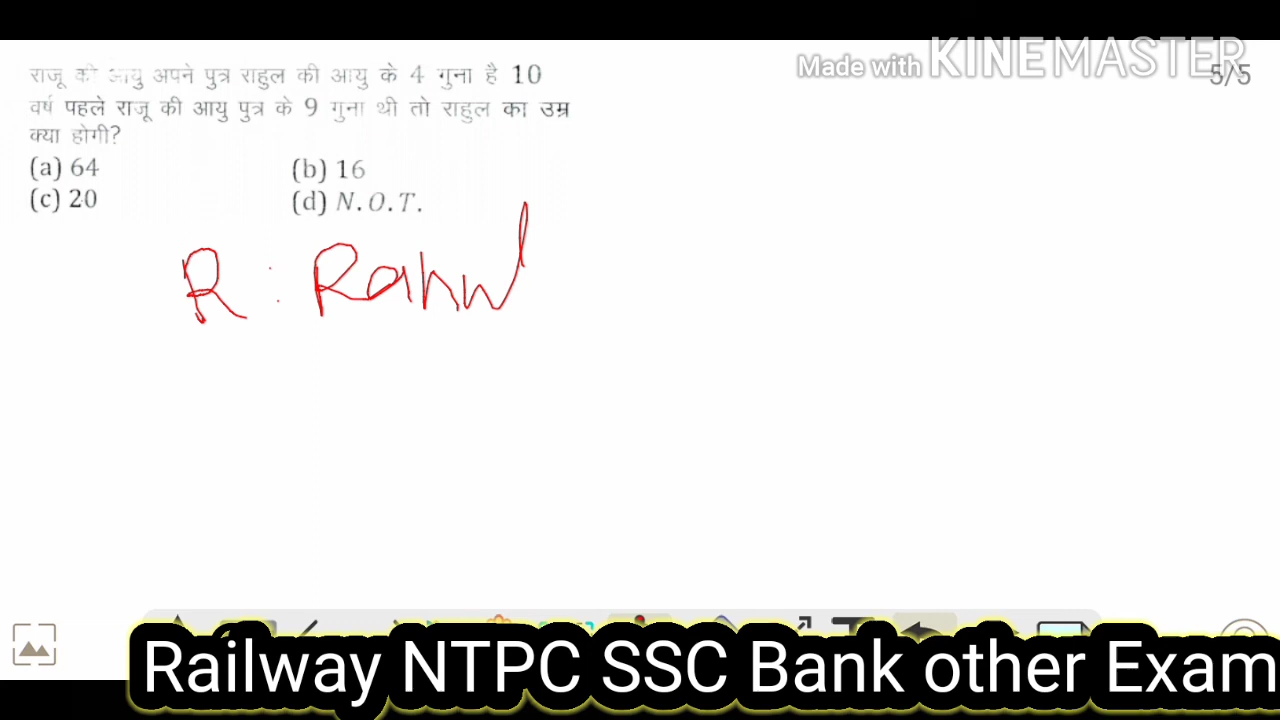 Made with KINEMASTER
5/5
राजू की आयु अपने पुत्र राहुल की आयु के 4 गुना है 10
वर्ष पहले राजू की आयु पुत्र के 9 गुना थी तो राहुल का उम्र
क्या होगी?
(a) 64 (b) 16
(c) 20 (d) N.O.T.
R : Rahul
Railway NTPC SSC Bank other Exam